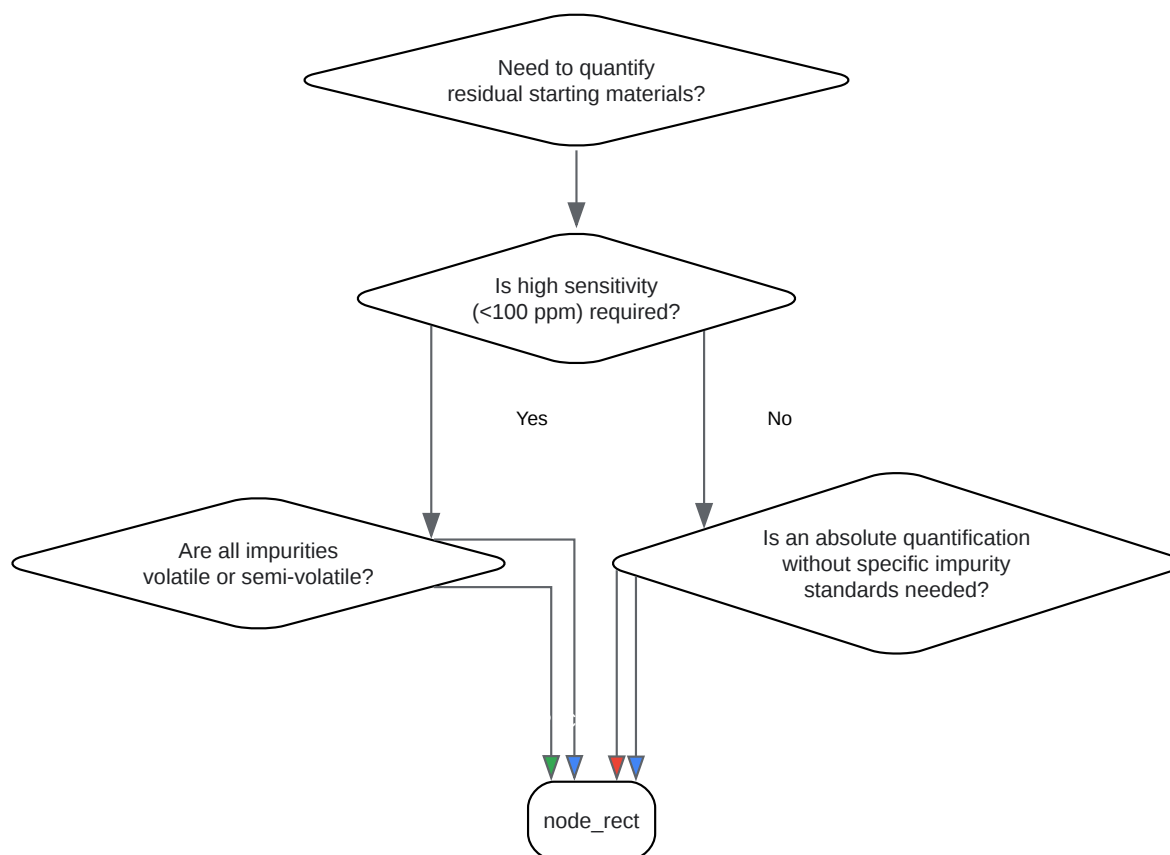 Need to quantify
residual starting materials?
Is high sensitivity
(<100 ppm) required?
Yes
No
Are all impurities
volatile or semi-volatile?
Is an absolute quantification
without specific impurity
standards needed?
node_rect